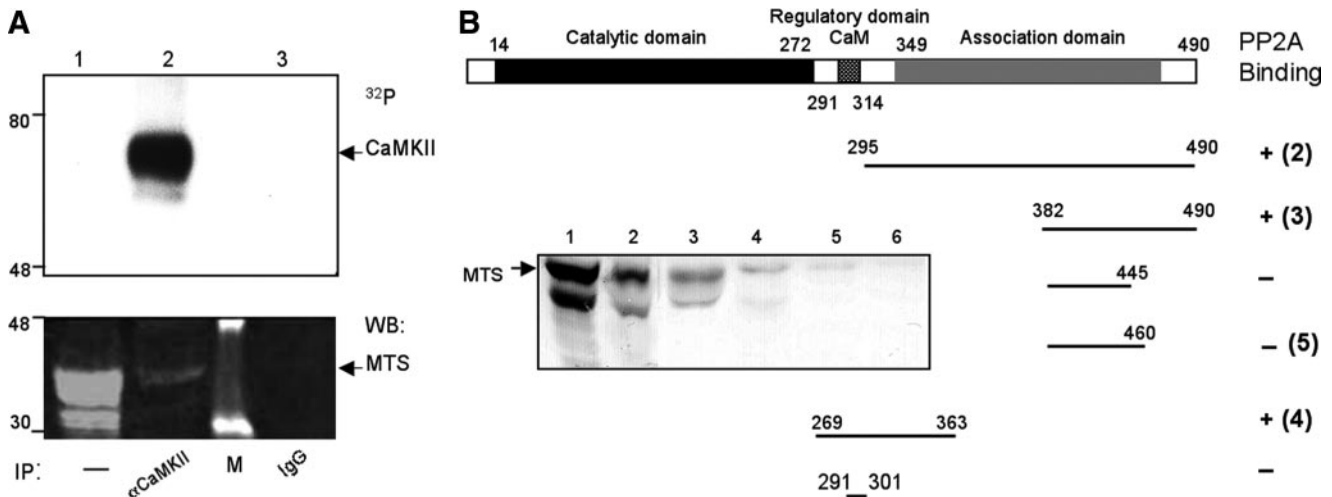 A
1 2 3
32P
80
CaMKII
48
48
WB:
MTS
30
IP: — αCaMKII M IgG
B
Regulatory domain
14 Catalytic domain 272 CaM 349 Association domain 490
PP2A
Binding
291 314
295 490 + (2)
382 490 + (3)
1 2 3 4 5 6
MTS
445 –
460 – (5)
269 363 + (4)
291 301 –